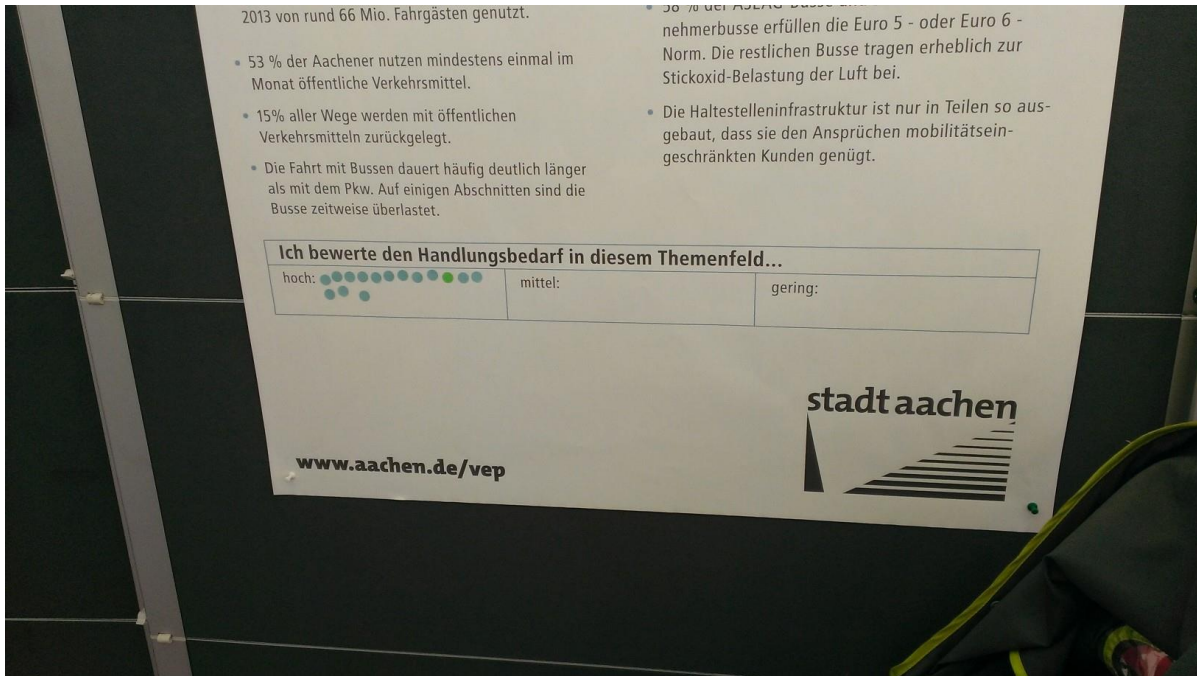 2013 von rund 66 Mio. Fahrgästen genutzt.
• 53 % der Aachener nutzen mindestens einmal im
Monat öffentliche Verkehrsmittel.
• 15% aller Wege werden mit öffentlichen
Verkehrsmitteln zurückgelegt.
• Die Fahrt mit Bussen dauert häufig deutlich länger
als mit dem Pkw. Auf einigen Abschnitten sind die
Busse zeitweise überlastet.
nehmerbusse erfüllen die Euro 5 - oder Euro 6 -
Norm. Die restlichen Busse tragen erheblich zur
Stickoxid-Belastung der Luft bei.
• Die Haltestelleninfrastruktur ist nur in Teilen so aus-
gebaut, dass sie den Ansprüchen mobilitätsein-
geschränkten Kunden genügt.
Ich bewerte den Handlungsbedarf in diesem Themenfeld...
hoch:
mittel:
gering:
stadt aachen
www.aachen.de/vep